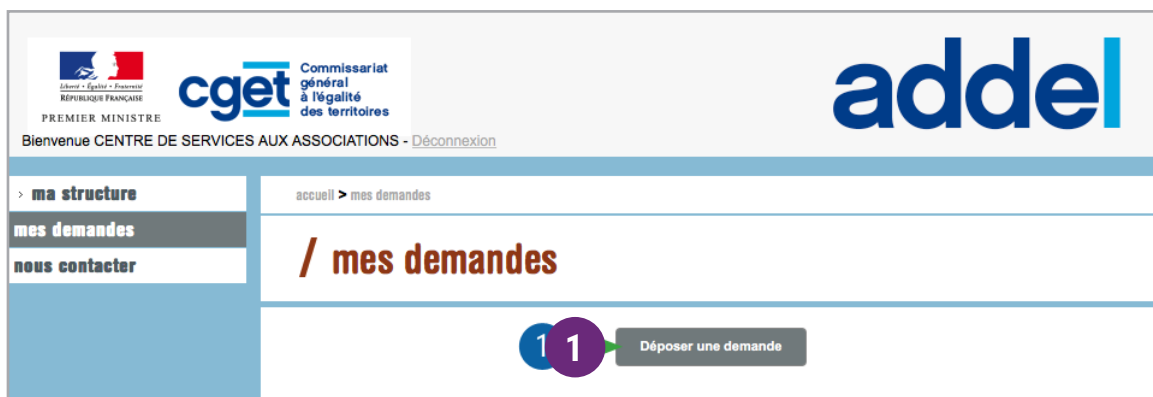 Liberté • Égalité • Fraternité
RÉPUBLIQUE FRANÇAISE
PREMIER MINISTRE
cget
Commissariat
général
à l'égalité
des territoires
addel
Bienvenue CENTRE DE SERVICES AUX ASSOCIATIONS - Déconnexion
› ma structure
mes demandes
nous contacter
accueil > mes demandes
/ mes demandes
1
1
Déposer une demande